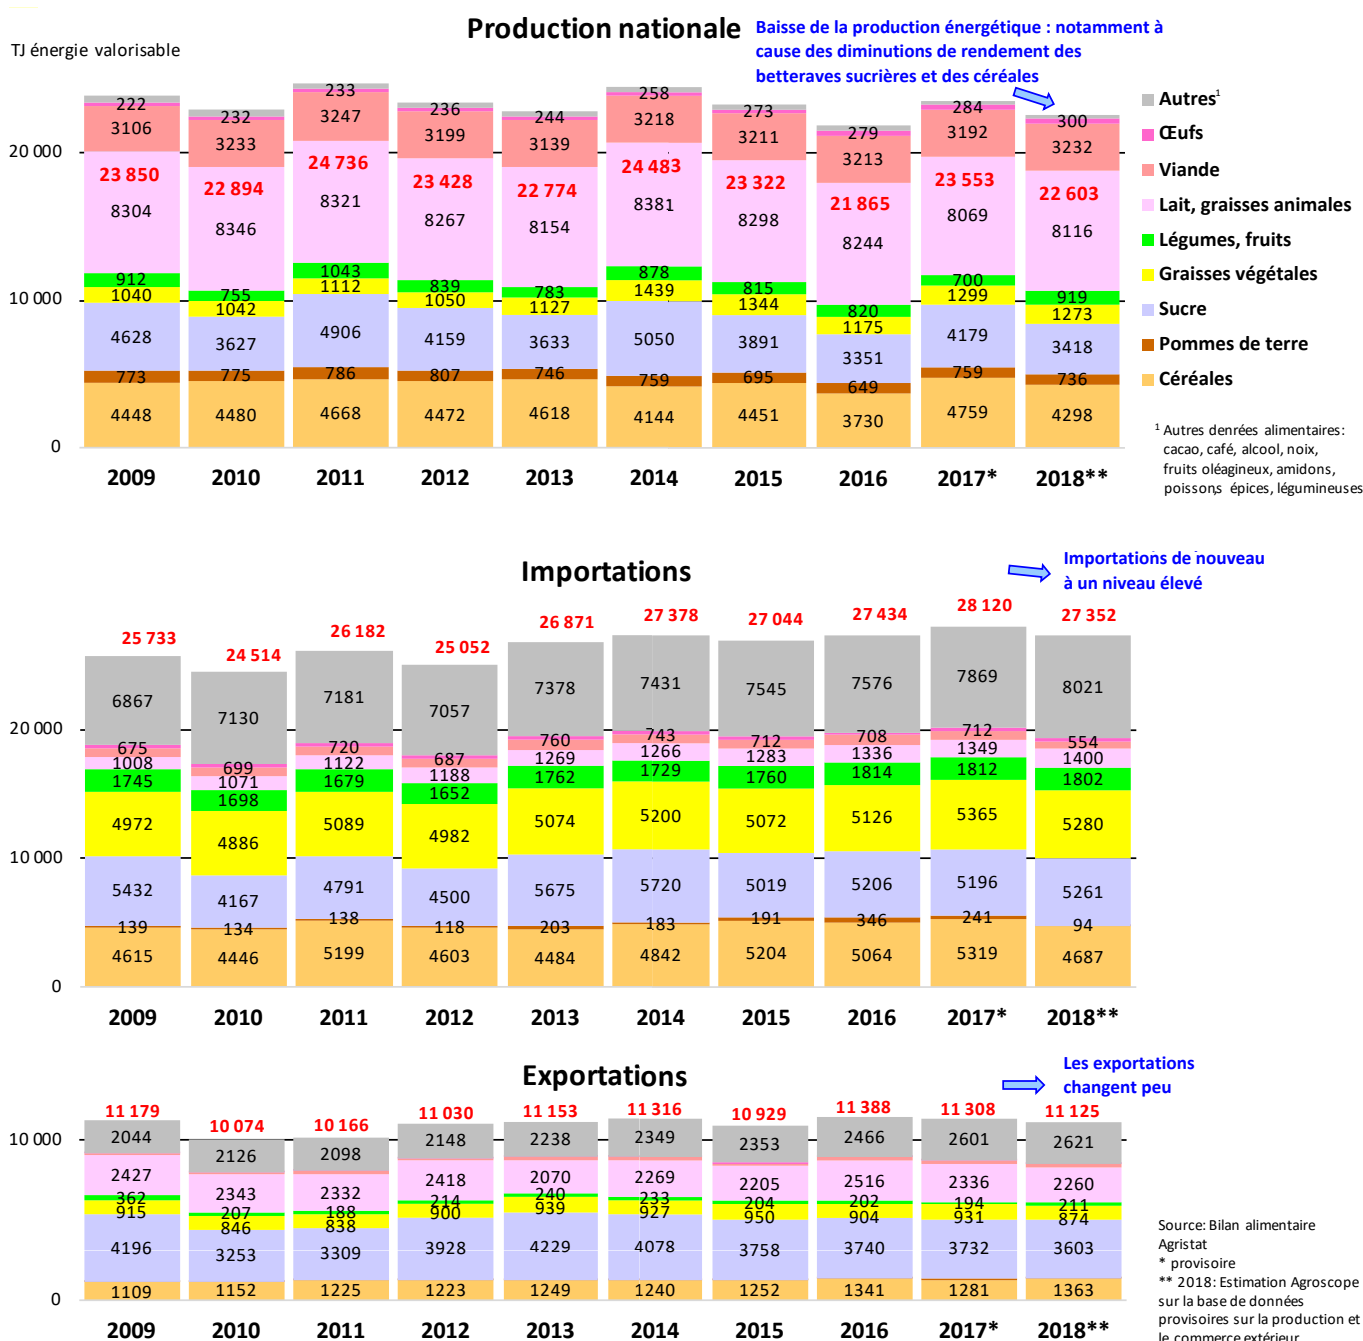 Production nationale
Baisse de la production énergétique : notamment à
cause des diminutions de rendement des
betteraves sucrières et des céréales
TJ énergie valorisable
222 232 233 236 244 258 273 279 284 300
3106 3233 3247 3199 3139 3218 3211 3213 3192 3232
20 000
23 850 22 894 24 736 23 428 22 774 24 483 23 322 21 865 23 553 22 603
8304 8346 8321 8267 8154 8381 8298 8244 8069 8116
912 755 1043 839 783 878 815 820 700 919
10 000
1040 1042 1112 1050 1127 1439 1344 1175 1299 1273
4628 3627 4906 4159 3633 5050 3891 3351 4179 3418
773 775 786 807 746 759 695 649 759 736
4448 4480 4668 4472 4618 4144 4451 3730 4759 4298
0
2009 2010 2011 2012 2013 2014 2015 2016 2017* 2018**
Autres1
Œufs
Viande
Lait, graisses animales
Légumes, fruits
Graisses végétales
Sucre
Pommes de terre
Céréales
1 Autres denrées alimentaires:
cacao, café, alcool, noix,
fruits oléagineux, amidons,
poissons, épices, légumineuses
Importations
Importations de nouveau
à un niveau élevé
25 733 24 514 26 182 25 052 26 871 27 378 27 044 27 434 28 120 27 352
6867 7130 7181 7057 7378 7431 7545 7576 7869 8021
20 000
675 699 720 687 760 743 712 708 712 554
1008 1071 1122 1188 1269 1266 1283 1336 1349 1400
1745 1698 1679 1652 1762 1729 1760 1814 1812 1802
4972 4886 5089 4982 5074 5200 5072 5126 5365 5280
10 000
5432 4167 4791 4500 5675 5720 5019 5206 5196 5261
139 134 138 118 203 183 191 346 241 94
4615 4446 5199 4603 4484 4842 5204 5064 5319 4687
0
2009 2010 2011 2012 2013 2014 2015 2016 2017* 2018**
Exportations
Les exportations
changent peu
11 179 10 074 10 166 11 030 11 153 11 316 10 929 11 388 11 308 11 125
10 000
2044 2126 2098 2148 2238 2349 2353 2466 2601 2621
2427 2343 2332 2418 2070 2269 2205 2516 2336 2260
362 207 188 214 240 233 204 202 194 211
915 846 838 900 939 927 950 904 931 874
4196 3253 3309 3928 4229 4078 3758 3740 3732 3603
1109 1152 1225 1223 1249 1240 1252 1341 1281 1363
0
2009 2010 2011 2012 2013 2014 2015 2016 2017* 2018**
Source: Bilan alimentaire
Agristat
* provisoire
** 2018: Estimation Agroscope
sur la base de données
provisoires sur la production et
le commerce extérieur